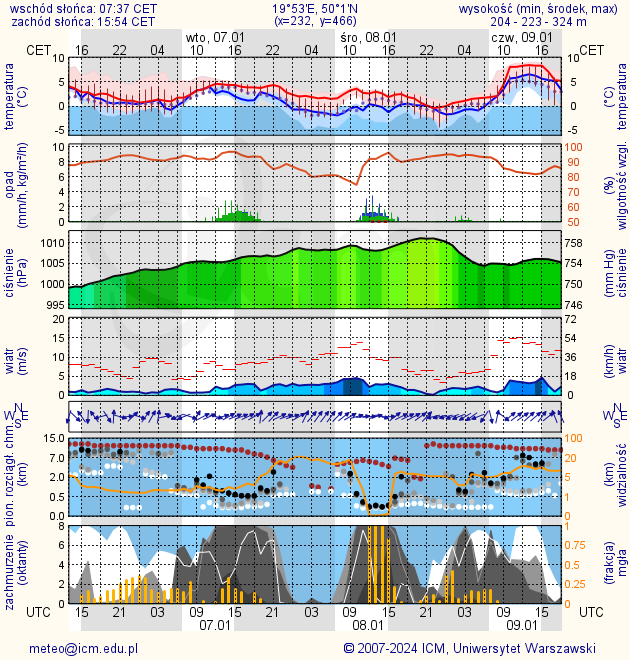 wschód słońca: 07:37 CET
zachód słońca: 15:54 CET
19°53'E, 50°1'N
(x=232, y=466)
wysokość (min, środek, max)
204 - 223 - 324 m
wto, 07.01
śro, 08.01
czw, 09.01
CET 16 22 04 10 16 22 04 10 16 22 04 10 16 CET
temperatura
(°C)
10
5
0
-5
10
5
0
-5
temperatura
(°C)
opad
(mm/h, kg/m²/h)
10
8
6
4
2
0
100
90
80
70
60
50
(%)
wilgotność wzgl.
ciśnienie
(hPa)
1010
1005
1000
995
758
754
750
746
(mm Hg)
ciśnienie
wiatr
(m/s)
20
15
10
5
0
72
54
36
18
0
(km/h)
wiatr
N
W E
S
N
W E
S
pion. rozciągł. chm.
(km)
15.0
7.0
2.0
0.5
0.0
100
20
5
1
0
(km)
widzialność
zachmurzenie
(oktanty)
8
6
4
2
0
1
0.75
0.5
0.25
0
(frakcja)
mgła
UTC 15 21 03 09 15 21 03 09 15 21 03 09 15 UTC
07.01
08.01
09.01
meteo@icm.edu.pl
© 2007-2024 ICM, Uniwersytet Warszawski